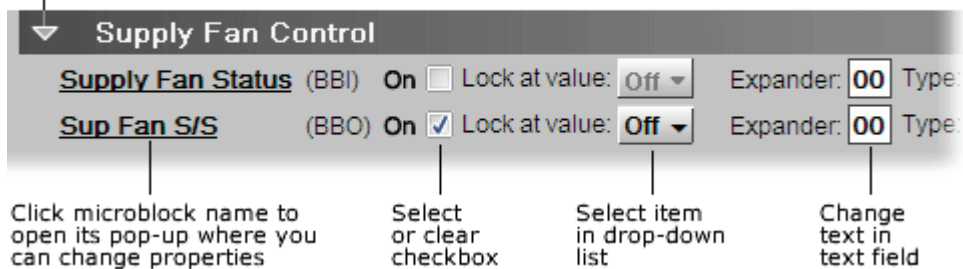 Supply Fan Control
Supply Fan Status (BBI) On Lock at value: Off Expander: 00 Type:
Sup Fan S/S (BBO) On Lock at value: Off Expander: 00 Type:
Click microblock name to
open its pop-up where you
can change properties
Select
or clear
checkbox
Select item
in drop-down
list
Change
text in
text field